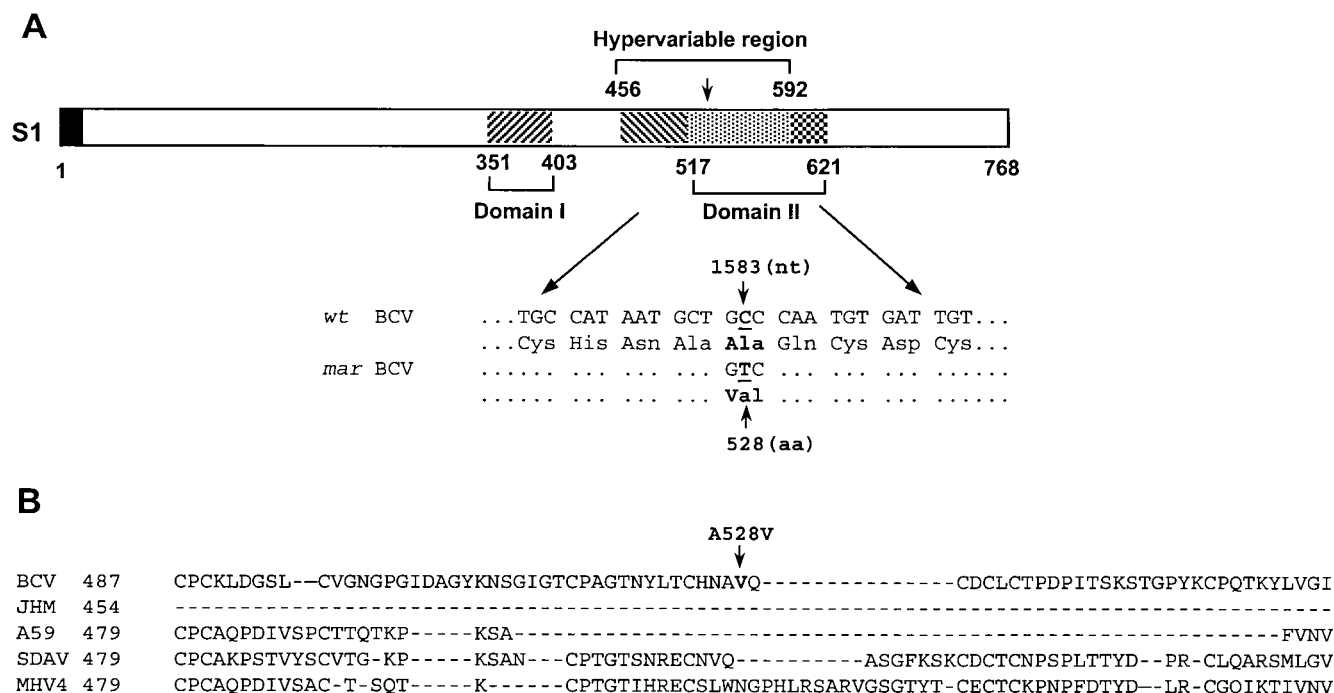 A
Hypervariable region
456 592
S1
351 403 517 621
1 768
Domain I Domain II
1583(nt)
wt BCV ...TGC CAT AAT GCT GCC CAA TGT GAT TGT...
...Cys His Asn Ala Ala Gln Cys Asp Cys...
mar BCV ......... ... ... GTC ... ... ... ......
......... ... ... Val ... ... ... ......
528(aa)
B
A528V
BCV 487 CPCKLDGSL--CVGNGPGIDAGYKNSGIGTCPAGTNYLTCHNAVQ---------------CDCLCTPDPITSKSTGPYKCPQTKYLVGI
JHM 454 ------------------------------------------------------------------------------------------
A59 479 CPCAQPDIVSPCTTQTKP-----KSA------------------------------------------------------------FVNV
SDAV 479 CPCAKPSTVYSCVTG-KP-----KSAN---CPTGTSNRECNVQ----------ASGFKSKCDCTCNPSPLTTYD--PR-CLQARSMLGV
MHV4 479 CPCAQPDIVSAC-T-SQT-----K------CPTGTIHRECSLWNGPHLRSARVGSGTYT-CECTCKPNPFDTYD--LR-CGQIKTIVNV